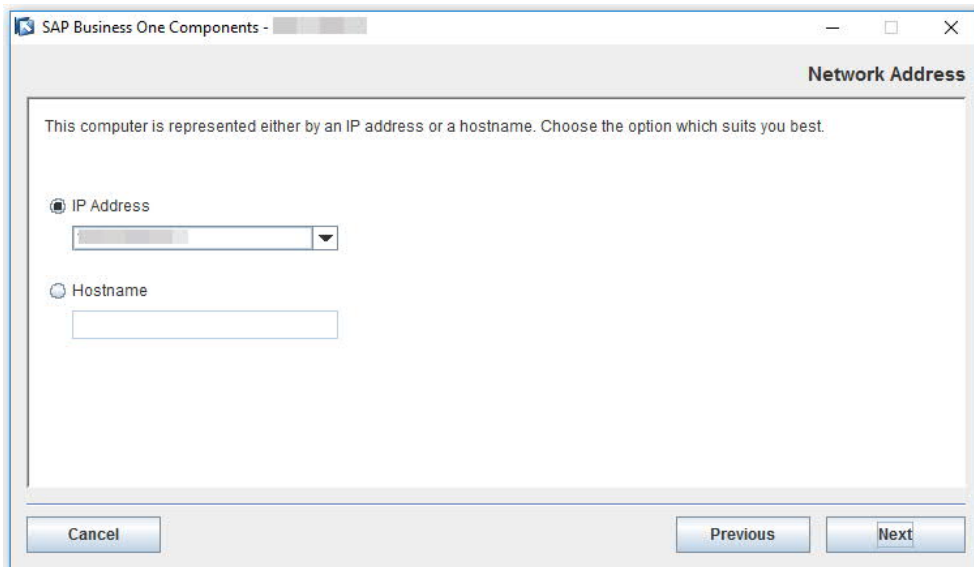 SAP Business One Components -
Network Address
This computer is represented either by an IP address or a hostname. Choose the option which suits you best.
IP Address
Hostname
Cancel
Previous
Next